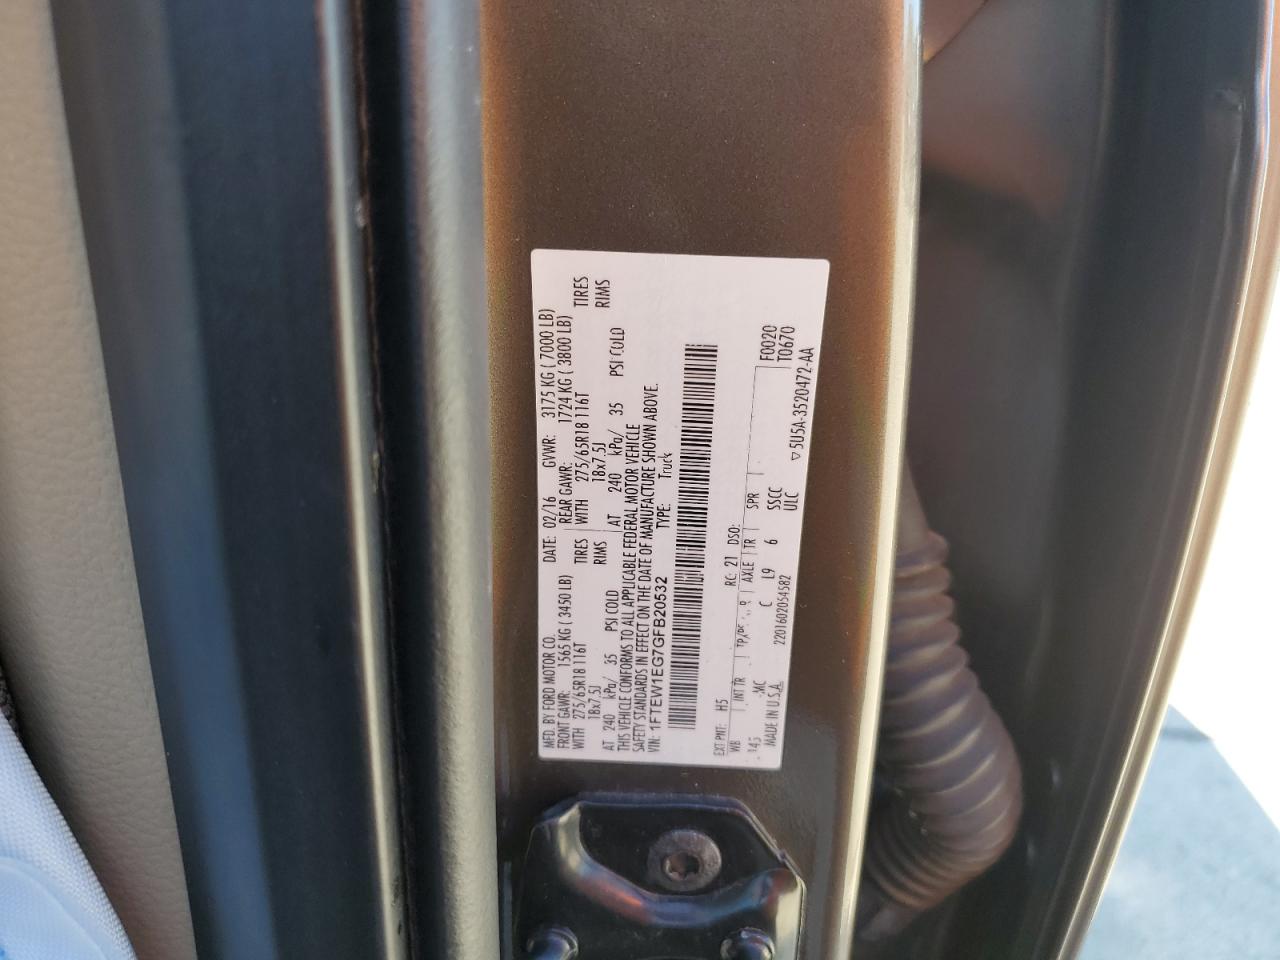 MFD. BY FORD MOTOR CO.
DATE: 02/16 GVWR: 3175 KG ( 7000 LB)
FRONT GAWR: 1565 KG ( 3450 LB)
REAR GAWR: 1724 KG ( 3800 LB)
WITH 275/65R18 116T TIRES
WITH 275/65R18 116T TIRES
18x7.5J RIMS
18x7.5J RIMS
AT 240 kPa/ 35 PSI COLD
AT 240 kPa/ 35 PSI COLD
THIS VEHICLE CONFORMS TO ALL APPLICABLE FEDERAL MOTOR VEHICLE
SAFETY STANDARDS IN EFFECT ON THE DATE OF MANUFACTURE SHOWN ABOVE.
VIN: 1FTEW1EG7GFB20532 TYPE: Truck
EXT PNT: H5 RC: 21 DSO:
WB INT TR AXLE TR SPR F0020
T0670
145 C L9 6 SSCC
MADE IN U.S.A. 2201602054582 ULC
5U5A-3520472-AA